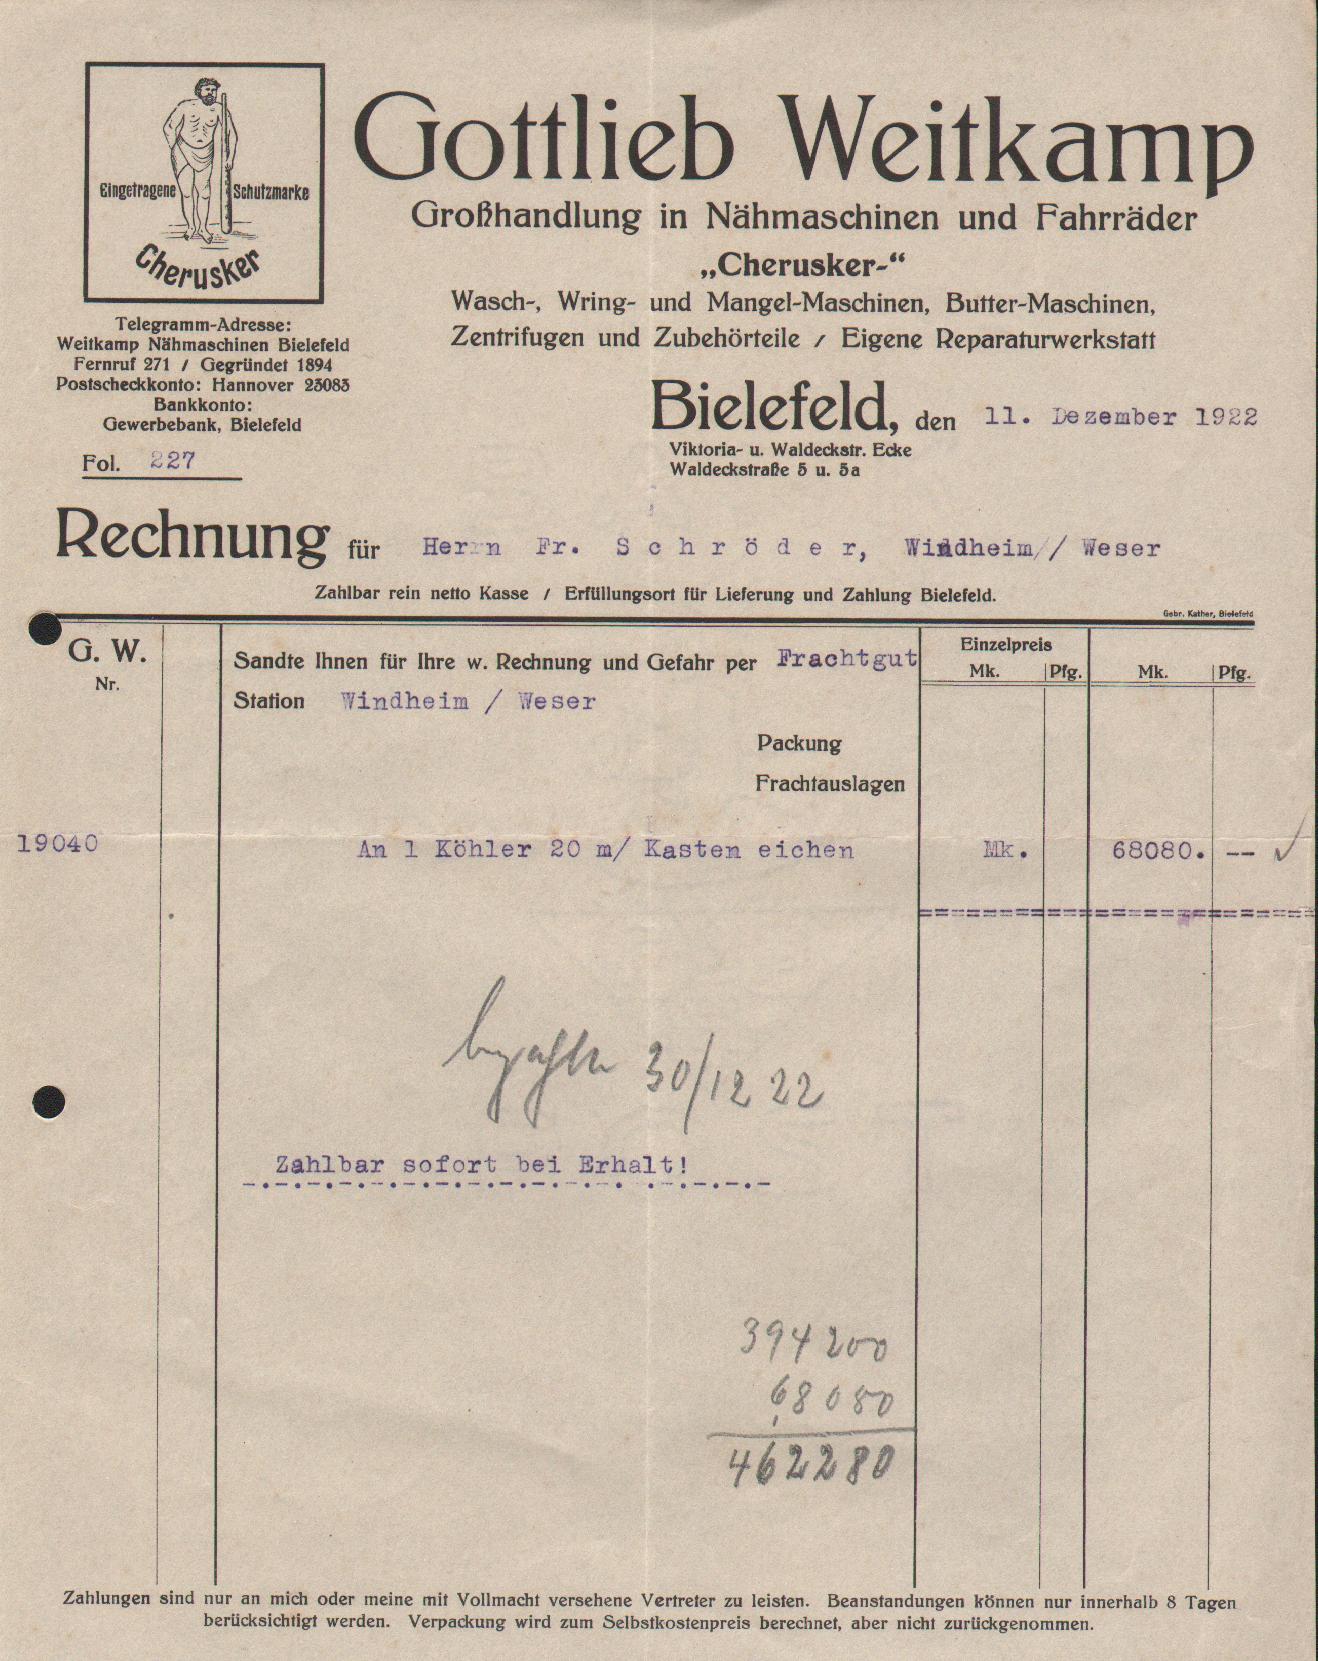 Eingetragene Schutzmarke
Cherusker
Gottlieb Weitkamp
Großhandlung in Nähmaschinen und Fahrräder
„Cherusker-“
Wasch-, Wring- und Mangel-Maschinen, Butter-Maschinen,
Zentrifugen und Zubehörteile / Eigene Reparaturwerkstatt
Telegramm-Adresse:
Weitkamp Nähmaschinen Bielefeld
Fernruf 271 / Gegründet 1894
Postscheckkonto: Hannover 23083
Bankkonto:
Gewerbebank, Bielefeld
Fol. 227
Bielefeld, den 11. Dezember 1922
Viktoria- u. Waldeckstr. Ecke
Waldeckstraße 5 u. 5a
Rechnung für Herrn Fr. Schröder, Windheim // Weser
Zahlbar rein netto Kasse / Erfüllungsort für Lieferung und Zahlung Bielefeld.
Gebr. Kather, Bielefeld
G. W.
Nr.
Sandte Ihnen für Ihre w. Rechnung und Gefahr per Frachtgut
Station Windheim / Weser
Einzelpreis
Mk. Pfg. Mk. Pfg.
Packung
Frachtauslagen
19040 An 1 Köhler 20 m/ Kasten eichen Mk. 68080. --
bezahlt 30/12 22
Zahlbar sofort bei Erhalt!
394200
68080
462280
Zahlungen sind nur an mich oder meine mit Vollmacht versehene Vertreter zu leisten. Beanstandungen können nur innerhalb 8 Tagen
berücksichtigt werden. Verpackung wird zum Selbstkostenpreis berechnet, aber nicht zurückgenommen.